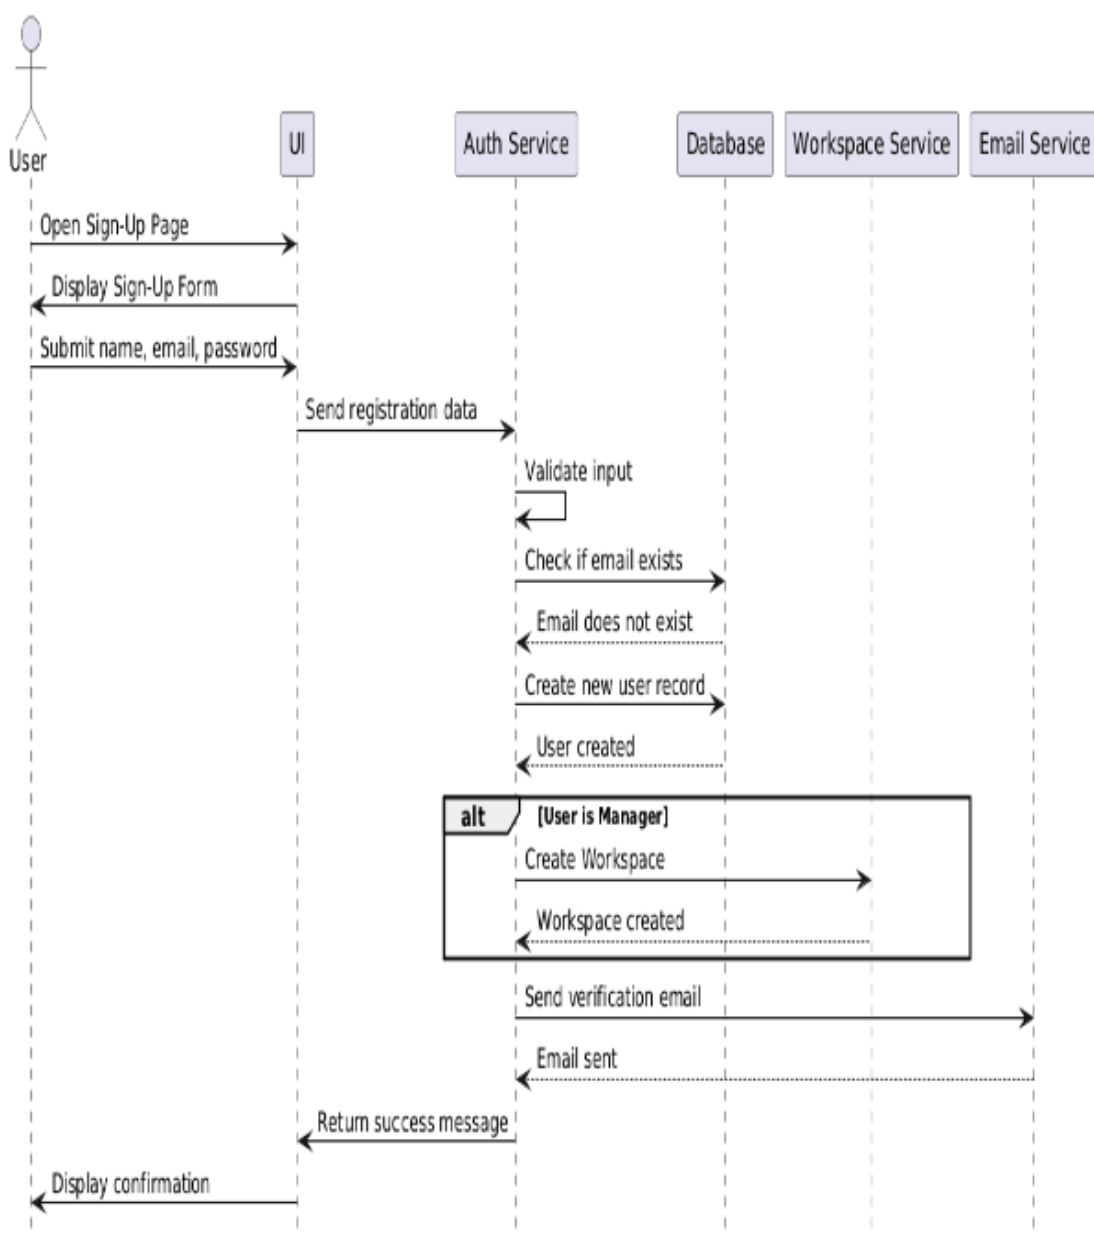 User
UI
Auth Service
Database
Workspace Service
Email Service
Open Sign-Up Page
Display Sign-Up Form
Submit name, email, password
Send registration data
Validate input
Check if email exists
Email does not exist
Create new user record
User created
alt [User is Manager]
Create Workspace
Workspace created
Send verification email
Email sent
Return success message
Display confirmation